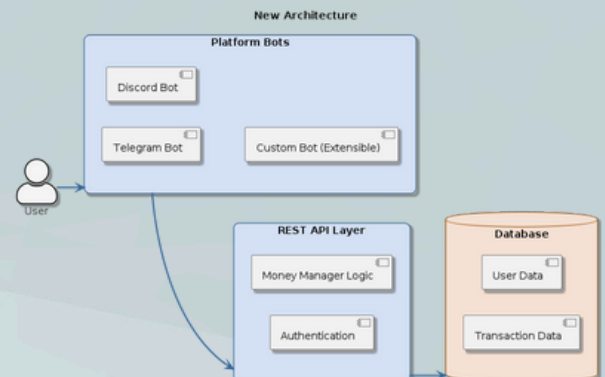 New Architecture
Platform Bots
Discord Bot
Telegram Bot
Custom Bot (Extensible)
User
REST API Layer
Database
Money Manager Logic
User Data
Authentication
Transaction Data